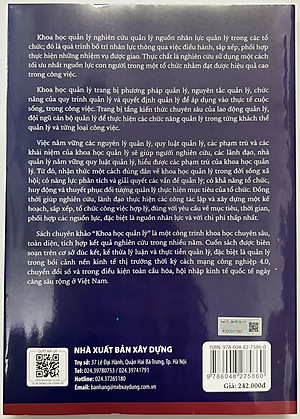 Khoa học quản lý nghiên cứu quản lý nguồn nhân lực quản lý trong các tổ
chức; đó là quá trình bố trí nhân lực thông qua việc điều hành, sắp xếp, phối hợp
thực hiện những nhiệm vụ được giao. Thực chất là nghiên cứu sử dụng một cách
tối ưu nhất nguồn lực con người trong một tổ chức nhằm đạt được hiệu quả cao
trong công việc.
Khoa học quản lý trang bị phương pháp quản lý, nguyên tắc quản lý, chức
năng của quy trình quản lý và quyết định quản lý để áp dụng vào thực tế cuộc
sống, trong công việc. Trang bị tầng kiến thức chuyên sâu của lao động quản lý,
đội ngũ cán bộ quản lý để thực hiện các chức năng quản lý trong từng khách thể
quản lý và từng loại công việc.
Việc nắm vững các nguyên lý quản lý, quy luật quản lý, các phạm trù và các
khái niệm của khoa học quản lý sẽ giúp người nghiên cứu, các lãnh đạo, nhà
quản lý nắm vững quy luật quản lý, hiểu được các phạm trù của khoa học quản
lý. Từ đó, nhận thức một cách đúng đắn về khoa học quản lý trong đời sống xã
hội; có năng lực phân tích và giải quyết các vấn đề quản lý; có khả năng tổ chức,
huy động và thuyết phục đối tượng quản lý thực hiện mục tiêu của tổ chức. Đồng
thời giúp nghiên cứu, lãnh đạo thực hiện các công tác lập và xây dựng một kế
hoạch, sắp xếp, tổ chức công việc hợp lý, đúng với yêu cầu về mục tiêu, thời gian,
phối hợp các nguồn lực, đặc biệt là nguồn nhân lực và với chi phí thấp nhất.
Sách chuyên khảo "Khoa học quản lý" là một công trình khoa học chuyên sâu,
toàn diện, tích hợp kết quả nghiên cứu trong nhiều năm. Cuốn sách được biên
soạn trên cơ sở đúc kết, kế thừa lý luận và thực tiễn quản lý, đặc biệt là quản lý
trong bối cảnh nền kinh tế thị trường thời kỳ cách mạng công nghiệp 4.0,
chuyển đổi số và trong điều kiện toàn cầu hóa, hội nhập kinh tế quốc tế ngày
càng sâu rộng ở Việt Nam.
NHÀ XUẤT BẢN XÂY DỰNG
Trụ sở: 37 Lê Đại Hành, Quận Hai Bà Trưng, Tp. Hà Nội
Tel: 024.39780753 / 024.39741791
Hotline: 024.37265180
Email: banhang@nxbxaydung.com.vn
ISBN: 978-604-82-7586-0
9 786048 275860
Giá: 242.000đ